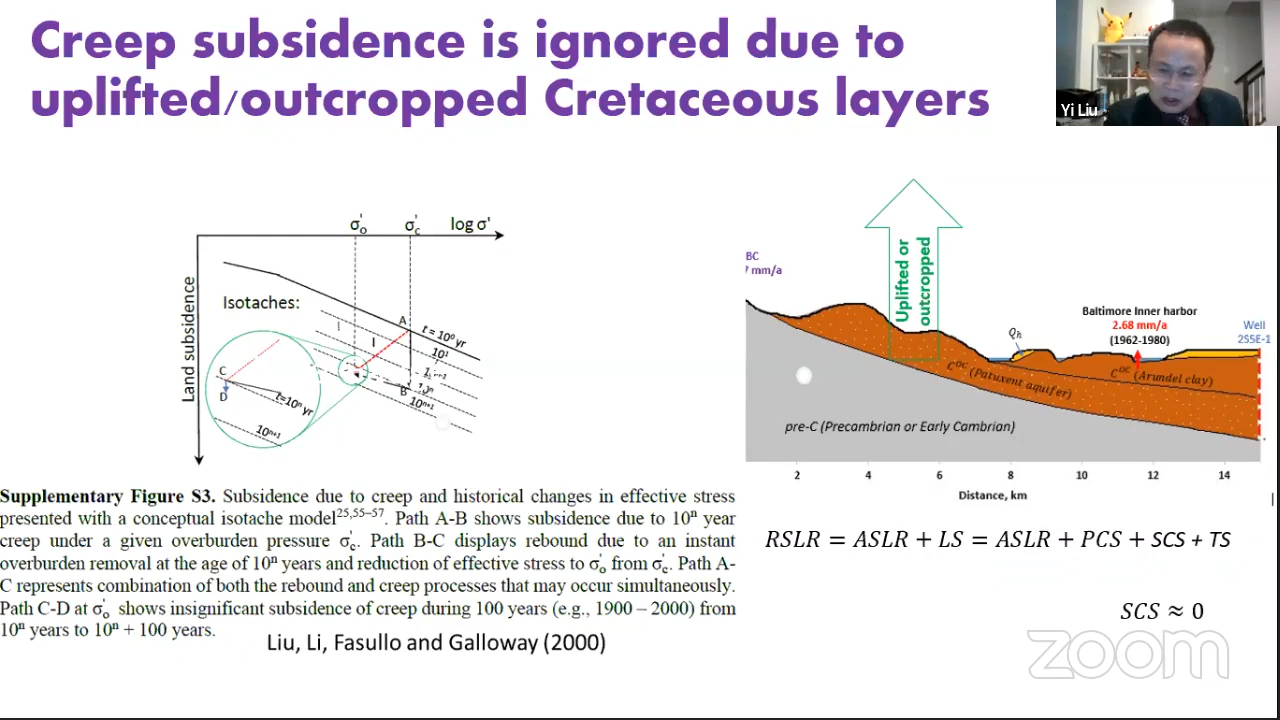 Creep subsidence is ignored due to
uplifted/outcropped Cretaceous layers
Yi Liu
σ'o
σ'c
log σ'
Land subsidence
Isotaches:
A
t = 10⁰ yr
10¹
B
10ⁿ
10ⁿ⁺¹
C
D
t=10ⁿ yr
10ⁿ⁺¹
BC
7 mm/a
Uplifted or
outcropped
Qh
Baltimore Inner harbor
2.68 mm/a
(1962-1980)
Well
2S5E-1
C^OC (Patuxent aquifer)
C^OC (Arundel clay)
pre-C (Precambrian or Early Cambrian)
2 4 6 8 10 12 14
Distance, km
Supplementary Figure S3. Subsidence due to creep and historical changes in effective stress
presented with a conceptual isotache model²⁵,⁵⁵⁻⁵⁷. Path A-B shows subsidence due to 10ⁿ year
creep under a given overburden pressure σ'c. Path B-C displays rebound due to an instant
overburden removal at the age of 10ⁿ years and reduction of effective stress to σ'o from σ'c. Path A-
C represents combination of both the rebound and creep processes that may occur simultaneously.
Path C-D at σ'o shows insignificant subsidence of creep during 100 years (e.g., 1900 – 2000) from
10ⁿ years to 10ⁿ + 100 years.
Liu, Li, Fasullo and Galloway (2000)
RSLR = ASLR + LS = ASLR + PCS + SCS + TS
SCS ≈ 0
zoom